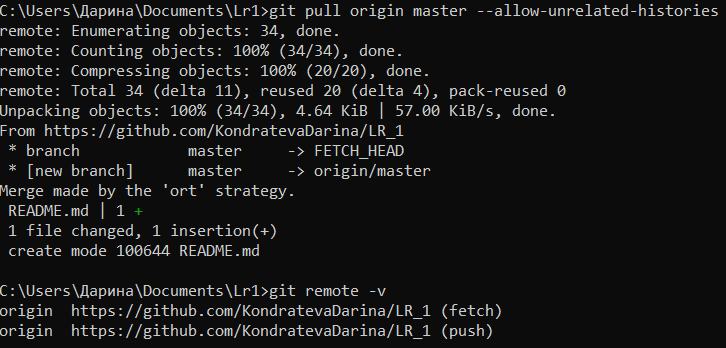 C:\Users\Дарина\Documents\Lr1>git pull origin master --allow-unrelated-histories
remote: Enumerating objects: 34, done.
remote: Counting objects: 100% (34/34), done.
remote: Compressing objects: 100% (20/20), done.
remote: Total 34 (delta 11), reused 20 (delta 4), pack-reused 0
Unpacking objects: 100% (34/34), 4.64 KiB | 57.00 KiB/s, done.
From https://github.com/KondratevaDarina/LR_1
 * branch            master     -> FETCH_HEAD
 * [new branch]      master     -> origin/master
Merge made by the 'ort' strategy.
 README.md | 1 +
 1 file changed, 1 insertion(+)
 create mode 100644 README.md
C:\Users\Дарина\Documents\Lr1>git remote -v
origin  https://github.com/KondratevaDarina/LR_1 (fetch)
origin  https://github.com/KondratevaDarina/LR_1 (push)